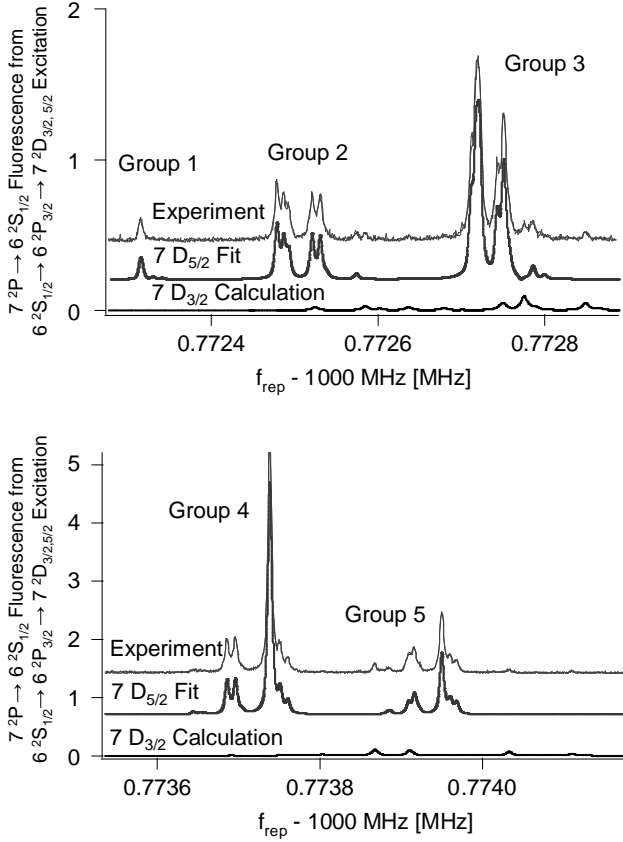 7 ²P → 6 ²S1/2 Fluorescence from
6 ²S1/2 → 6 ²P3/2 → 7 ²D3/2, 5/2 Excitation
2
1
0
Group 1
Group 2
Group 3
Experiment
7 D5/2 Fit
7 D3/2 Calculation
0.7724
0.7726
0.7728
frep - 1000 MHz [MHz]
7 ²P → 6 ²S1/2 Fluorescence from
6 ²S1/2 → 6 ²P3/2 → 7 ²D3/2,5/2 Excitation
5
4
3
2
1
0
Group 4
Group 5
Experiment
7 D5/2 Fit
7 D3/2 Calculation
0.7736
0.7738
0.77400
frep - 1000 MHz [MHz]